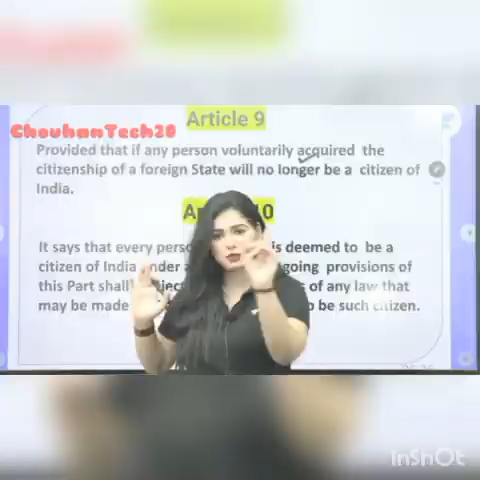 Article 9
ChouhanTech20
Provided that if any person voluntarily acquired the
citizenship of a foreign State will no longer be a citizen of
India.
10
It says that every is deemed to be a
citizen of India going provisions of
this Part shall of any law that
may be made be such citizen.
InShOt